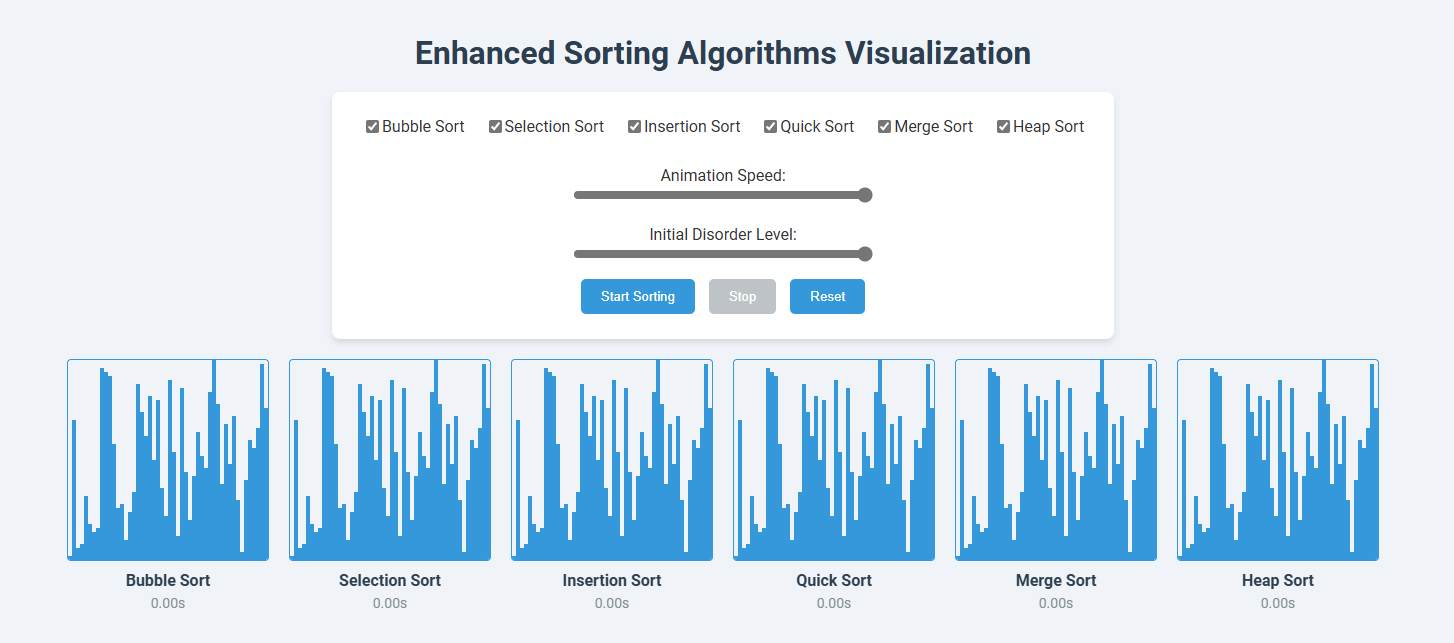 Enhanced Sorting Algorithms Visualization
Bubble Sort Selection Sort Insertion Sort Quick Sort Merge Sort Heap Sort
Animation Speed:
Initial Disorder Level:
Start Sorting Stop Reset
Bubble Sort Selection Sort Insertion Sort Quick Sort Merge Sort Heap Sort
0.00s 0.00s 0.00s 0.00s 0.00s 0.00s